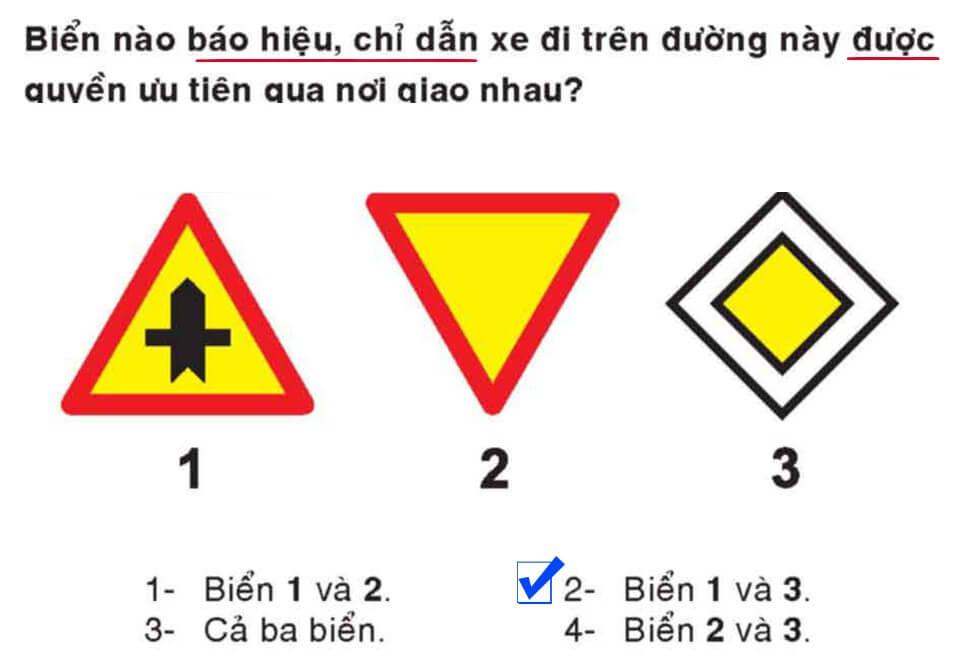 Biển nào báo hiệu, chỉ dẫn xe đi trên đường này được
quyền ưu tiên qua nơi giao nhau?
1 2 3
1- Biển 1 và 2. 2- Biển 1 và 3.
3- Cả ba biển. 4- Biển 2 và 3.